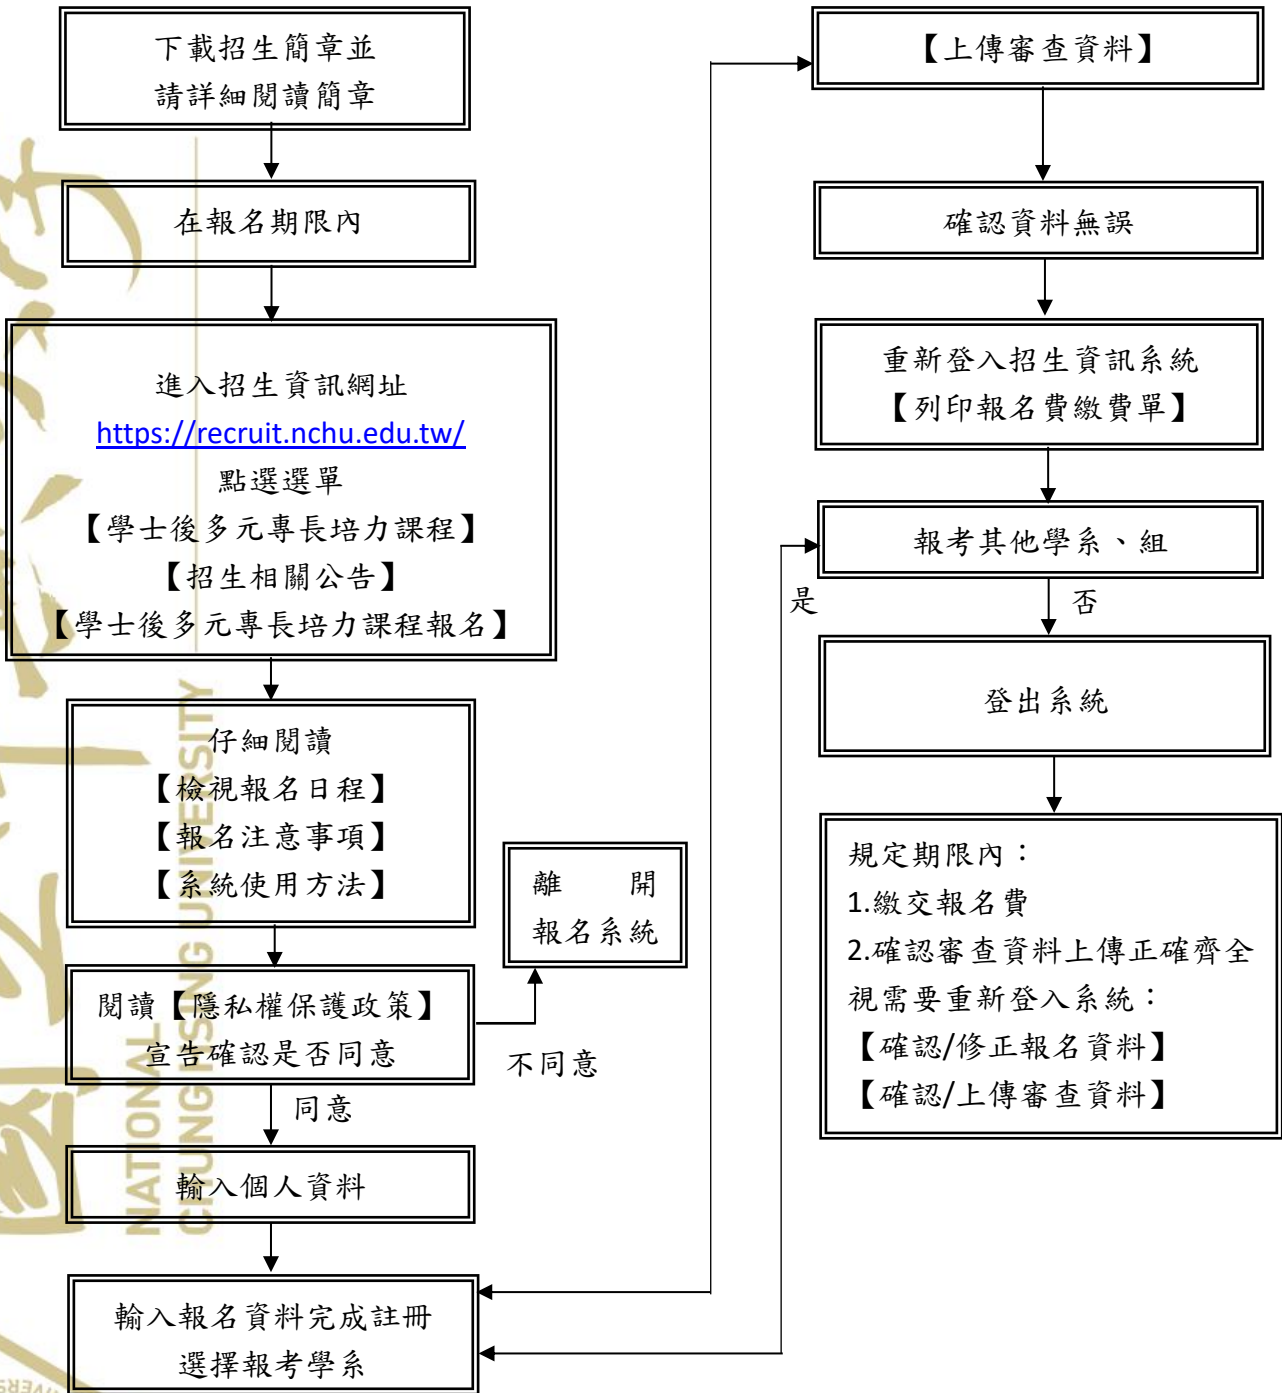 下載招生簡章並
請詳細閱讀簡章
在報名期限內
進入招生資訊網址
https://recruit.nchu.edu.tw/
點選選單
【學士後多元專長培力課程】
【招生相關公告】
【學士後多元專長培力課程報名】
仔細閱讀
【檢視報名日程】
【報名注意事項】
【系統使用方法】
離 開
報名系統
閱讀【隱私權保護政策】
宣告確認是否同意
不同意
同意
輸入個人資料
輸入報名資料完成註冊
選擇報考學系
【上傳審查資料】
確認資料無誤
重新登入招生資訊系統
【列印報名費繳費單】
報考其他學系、組
是
否
登出系統
規定期限內：
1.繳交報名費
2.確認審查資料上傳正確齊全
視需要重新登入系統：
【確認/修正報名資料】
【確認/上傳審查資料】
NATIONAL
CHUNG HSING UNIVERSITY